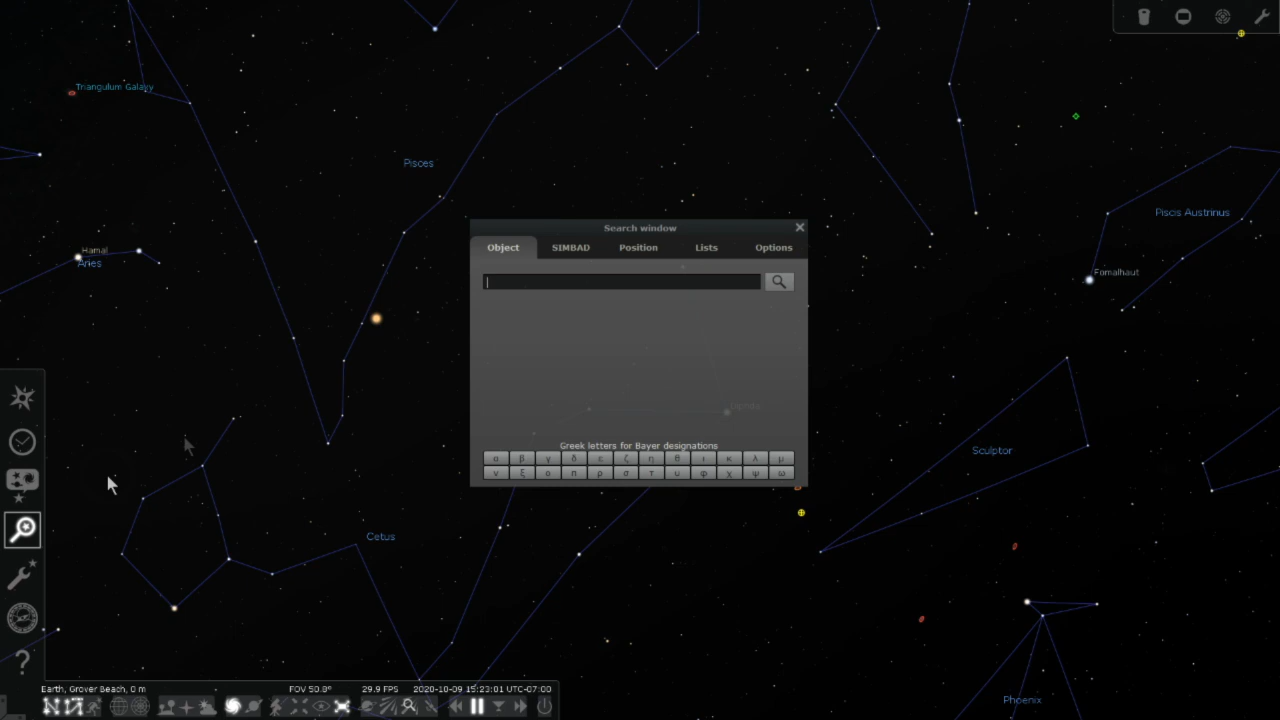 Triangulum Galaxy
Pisces
Hamal
Aries
Piscis Austrinus
Fomalhaut
Search window
Object SIMBAD Position Lists Options
Greek letters for Bayer designations
α β γ δ ε ζ η θ ι κ λ μ
ν ξ ο π ρ σ τ υ φ χ ψ ω
Sculptor
Cetus
Phoenix
Earth, Grover Beach, 0 m FOV 50.8° 29.9 FPS 2020-10-09 15:23:01 UTC-07:00